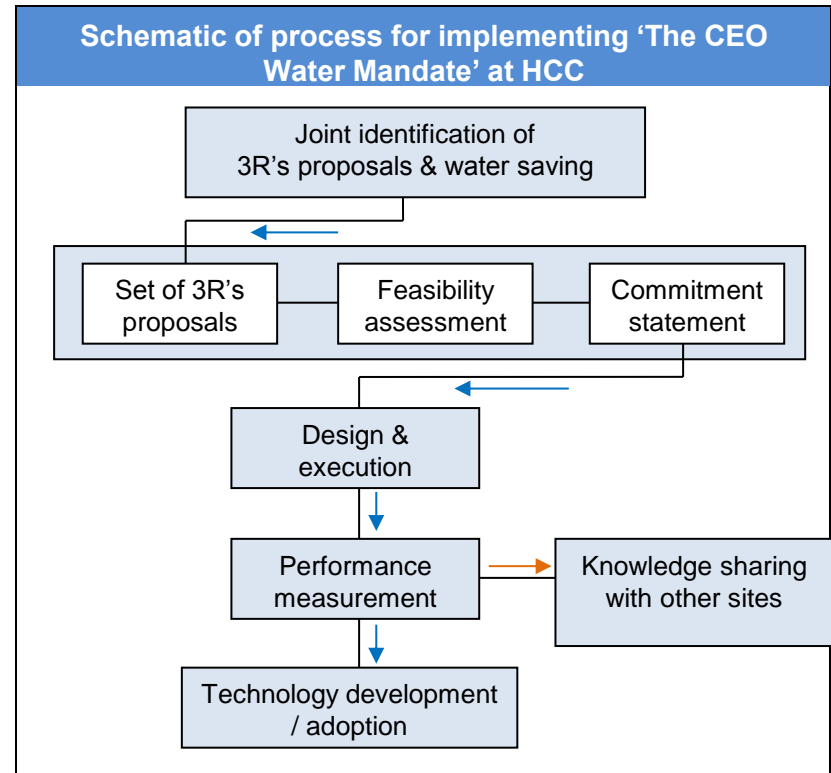 Schematic of process for implementing ‘The CEO
Water Mandate’ at HCC
Joint identification of
3R’s proposals & water saving
Set of 3R’s
proposals
Feasibility
assessment
Commitment
statement
Design &
execution
Performance
measurement
Knowledge sharing
with other sites
Technology development
/ adoption